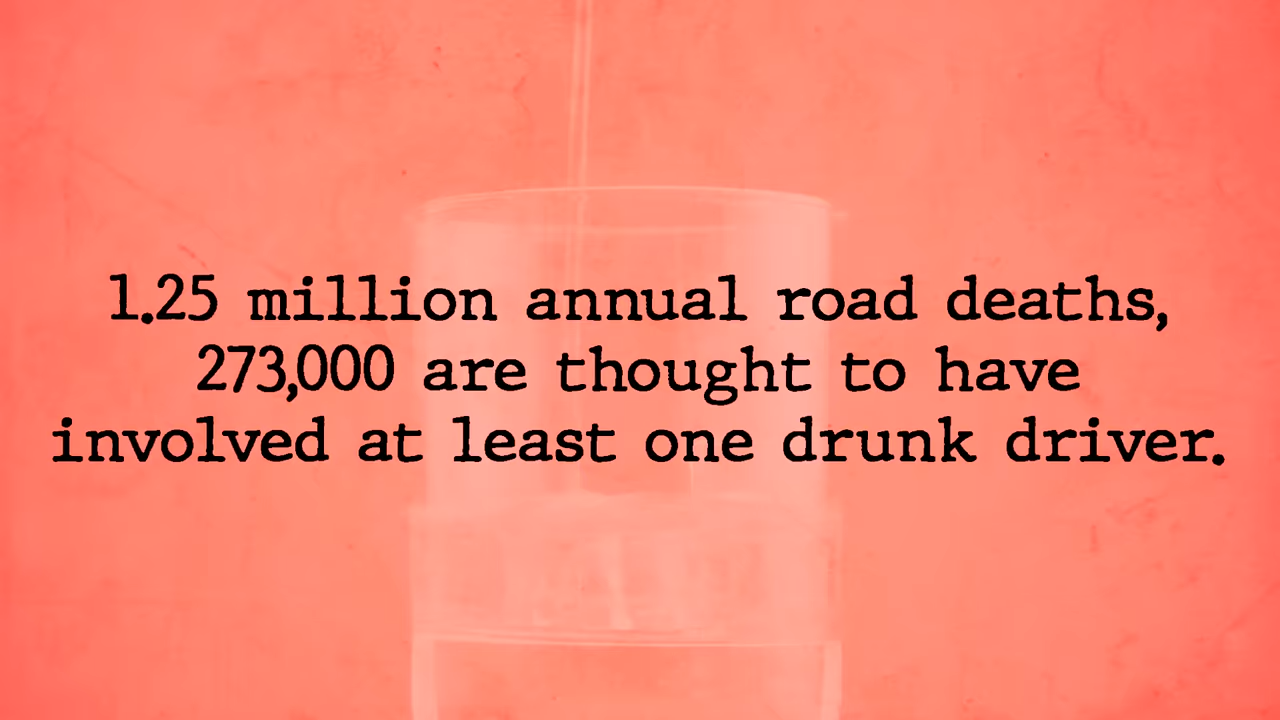 1.25 million annual road deaths,
273,000 are thought to have
involved at least one drunk driver.